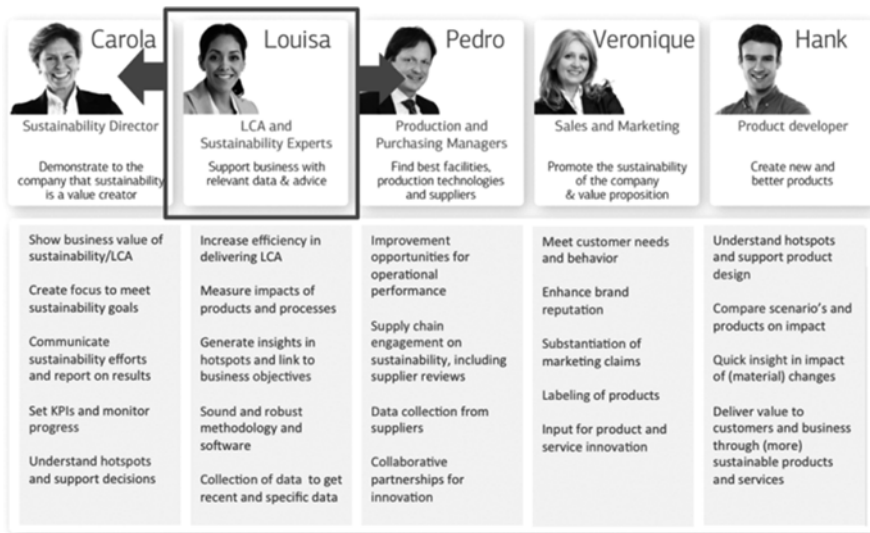 Carola
Sustainability Director
Demonstrate to the
company that sustainability
is a value creator
Louisa
LCA and
Sustainability Experts
Support business with
relevant data & advice
Pedro
Production and
Purchasing Managers
Find best facilities,
production technologies
and suppliers
Veronique
Sales and Marketing
Promote the sustainability
of the company
& value proposition
Hank
Product developer
Create new and
better products
Show business value of
sustainability/LCA
Create focus to meet
sustainability goals
Communicate
sustainability efforts
and report on results
Set KPIs and monitor
progress
Understand hotspots
and support decisions
Increase efficiency in
delivering LCA
Measure impacts of
products and processes
Generate insights in
hotspots and link to
business objectives
Sound and robust
methodology and
software
Collection of data to get
recent and specific data
Improvement
opportunities for
operational
performance
Supply chain
engagement on
sustainability, including
supplier reviews
Data collection from
suppliers
Collaborative
partnerships for
innovation
Meet customer needs
and behavior
Enhance brand
reputation
Substantiation of
marketing claims
Labeling of products
Input for product and
service innovation
Understand hotspots
and support product
design
Compare scenario's and
products on impact
Quick insight in impact
of (material) changes
Deliver value to
customers and business
through (more)
sustainable products
and services